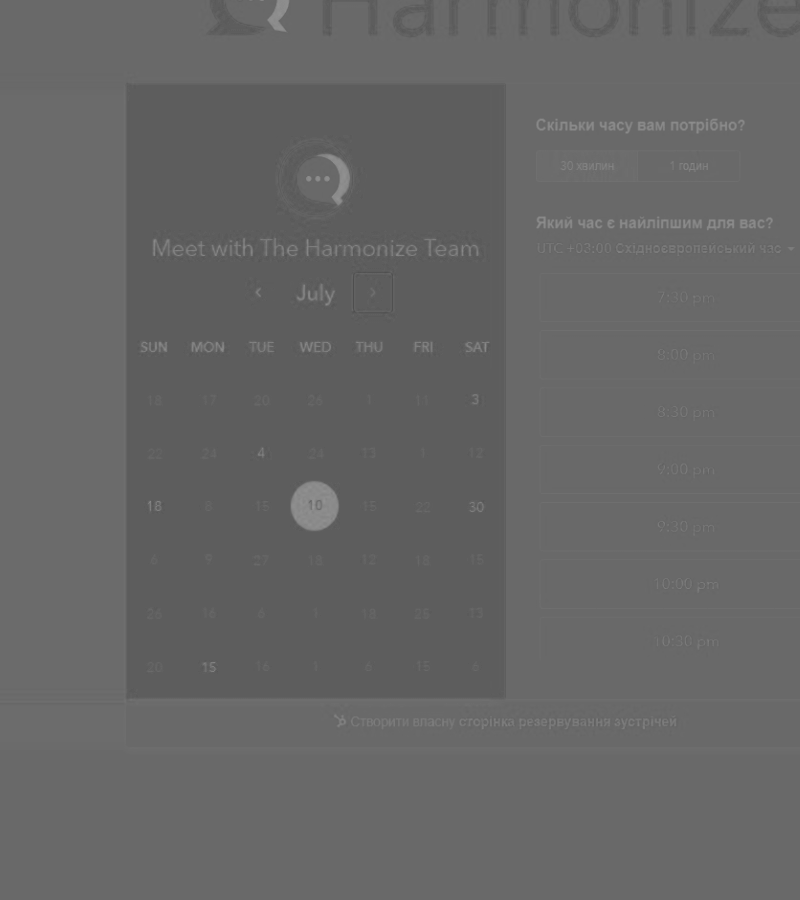 Harmonize
Meet with The Harmonize Team
July
SUN MON TUE WED THU FRI SAT
18 17 20 26 1 11 3
4 24 13 1 12
18 6 15 10 15 22 30
4 9 27 18 12 18 15
26 16 6 1 18 25 13
20 15 16 1 6 15 6
Скільки часу вам потрібно?
30 хвилин 1 годин
Який час є найліпшим для вас?
UTC +03:00 Східноєвропейський час
7:30 pm
8:00 pm
8:30 pm
9:00 pm
9:30 pm
10:00 pm
10:30 pm
Створити власну сторінка резервування зустрічей